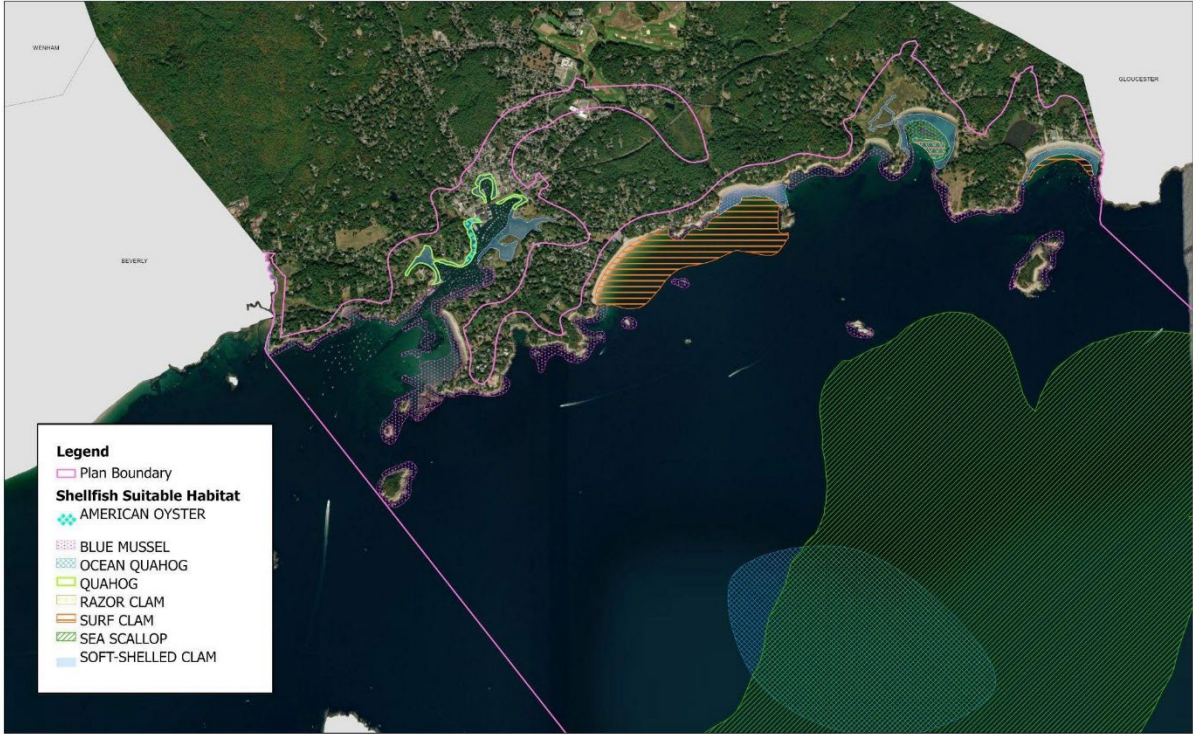 WENHAM
GLOUCESTER
BEVERLY
Legend
Plan Boundary
Shellfish Suitable Habitat
AMERICAN OYSTER
BLUE MUSSEL
OCEAN QUAHOG
QUAHOG
RAZOR CLAM
SURF CLAM
SEA SCALLOP
SOFT-SHELLED CLAM